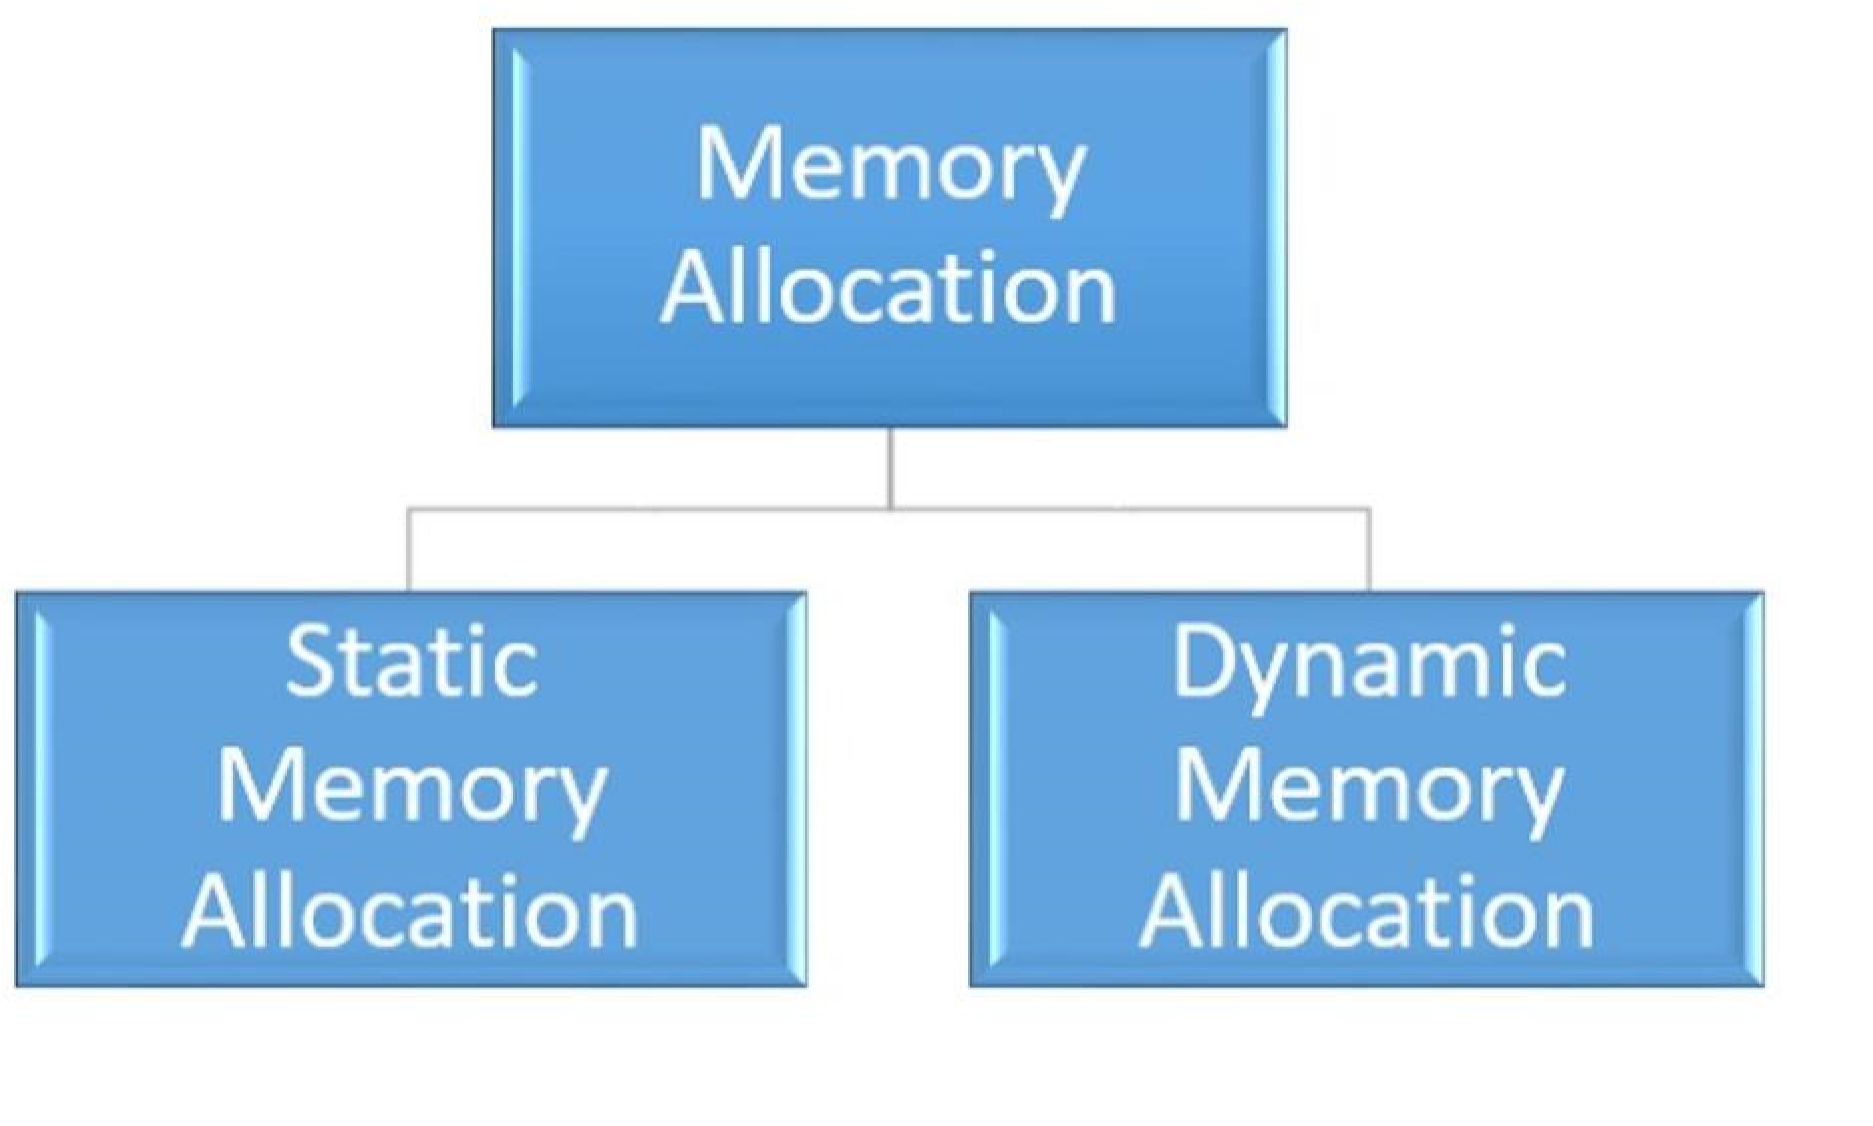 Memory
Allocation
Static
Memory
Allocation
Dynamic
Memory
Allocation